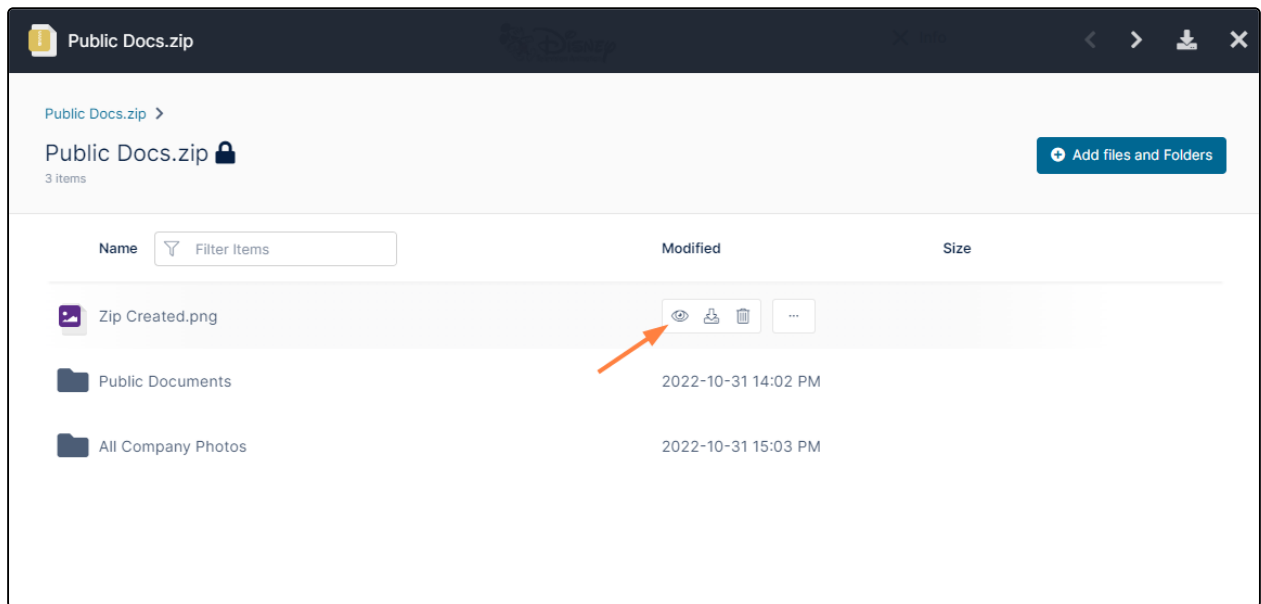 Public Docs.zip
Public Docs.zip
Public Docs.zip
3 items
Add files and Folders
Name Filter Items Modified Size
Zip Created.png
Public Documents 2022-10-31 14:02 PM
All Company Photos 2022-10-31 15:03 PM